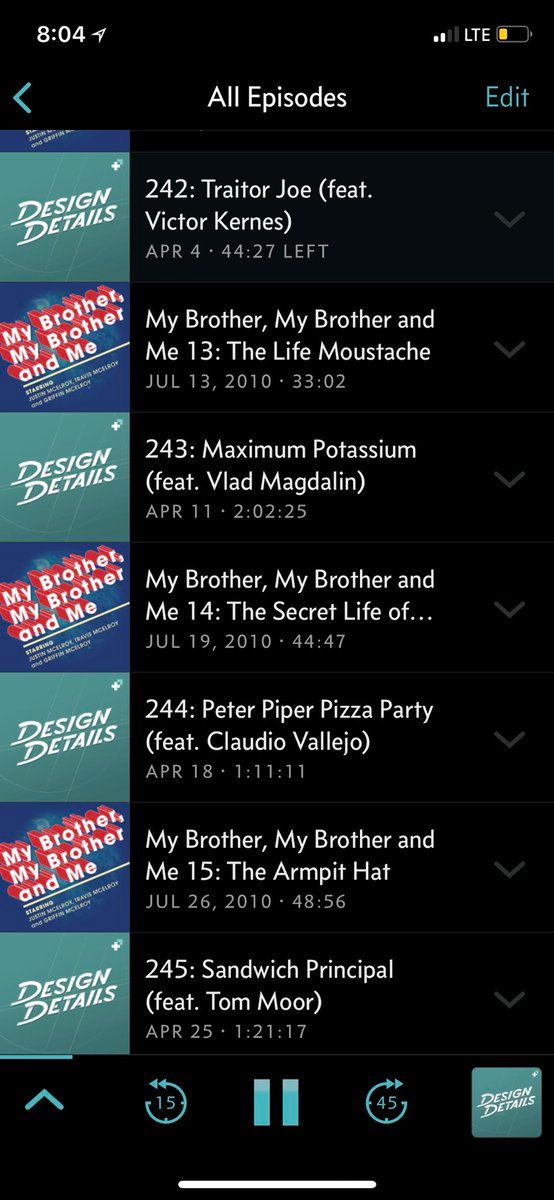 8:04
LTE
All Episodes
Edit
and GRIFFIN MCELROY
DESIGN
DETAILS
242: Traitor Joe (feat.
Victor Kernes)
APR 4 · 44:27 LEFT
My Brother,
My Brother
and Me
STARRING
JUSTIN MCELROY, TRAVIS MCELROY
and GRIFFIN MCELROY
My Brother, My Brother and
Me 13: The Life Moustache
JUL 13, 2010 · 33:02
DESIGN
DETAILS
243: Maximum Potassium
(feat. Vlad Magdalin)
APR 11 · 2:02:25
My Brother,
My Brother
and Me
STARRING
JUSTIN MCELROY, TRAVIS MCELROY
and GRIFFIN MCELROY
My Brother, My Brother and
Me 14: The Secret Life of...
JUL 19, 2010 · 44:47
DESIGN
DETAILS
244: Peter Piper Pizza Party
(feat. Claudio Vallejo)
APR 18 · 1:11:11
My Brother,
My Brother
and Me
STARRING
JUSTIN MCELROY, TRAVIS MCELROY
and GRIFFIN MCELROY
My Brother, My Brother and
Me 15: The Armpit Hat
JUL 26, 2010 · 48:56
DESIGN
DETAILS
245: Sandwich Principal
(feat. Tom Moor)
APR 25 · 1:21:17
15
45
DESIGN
DETAILS